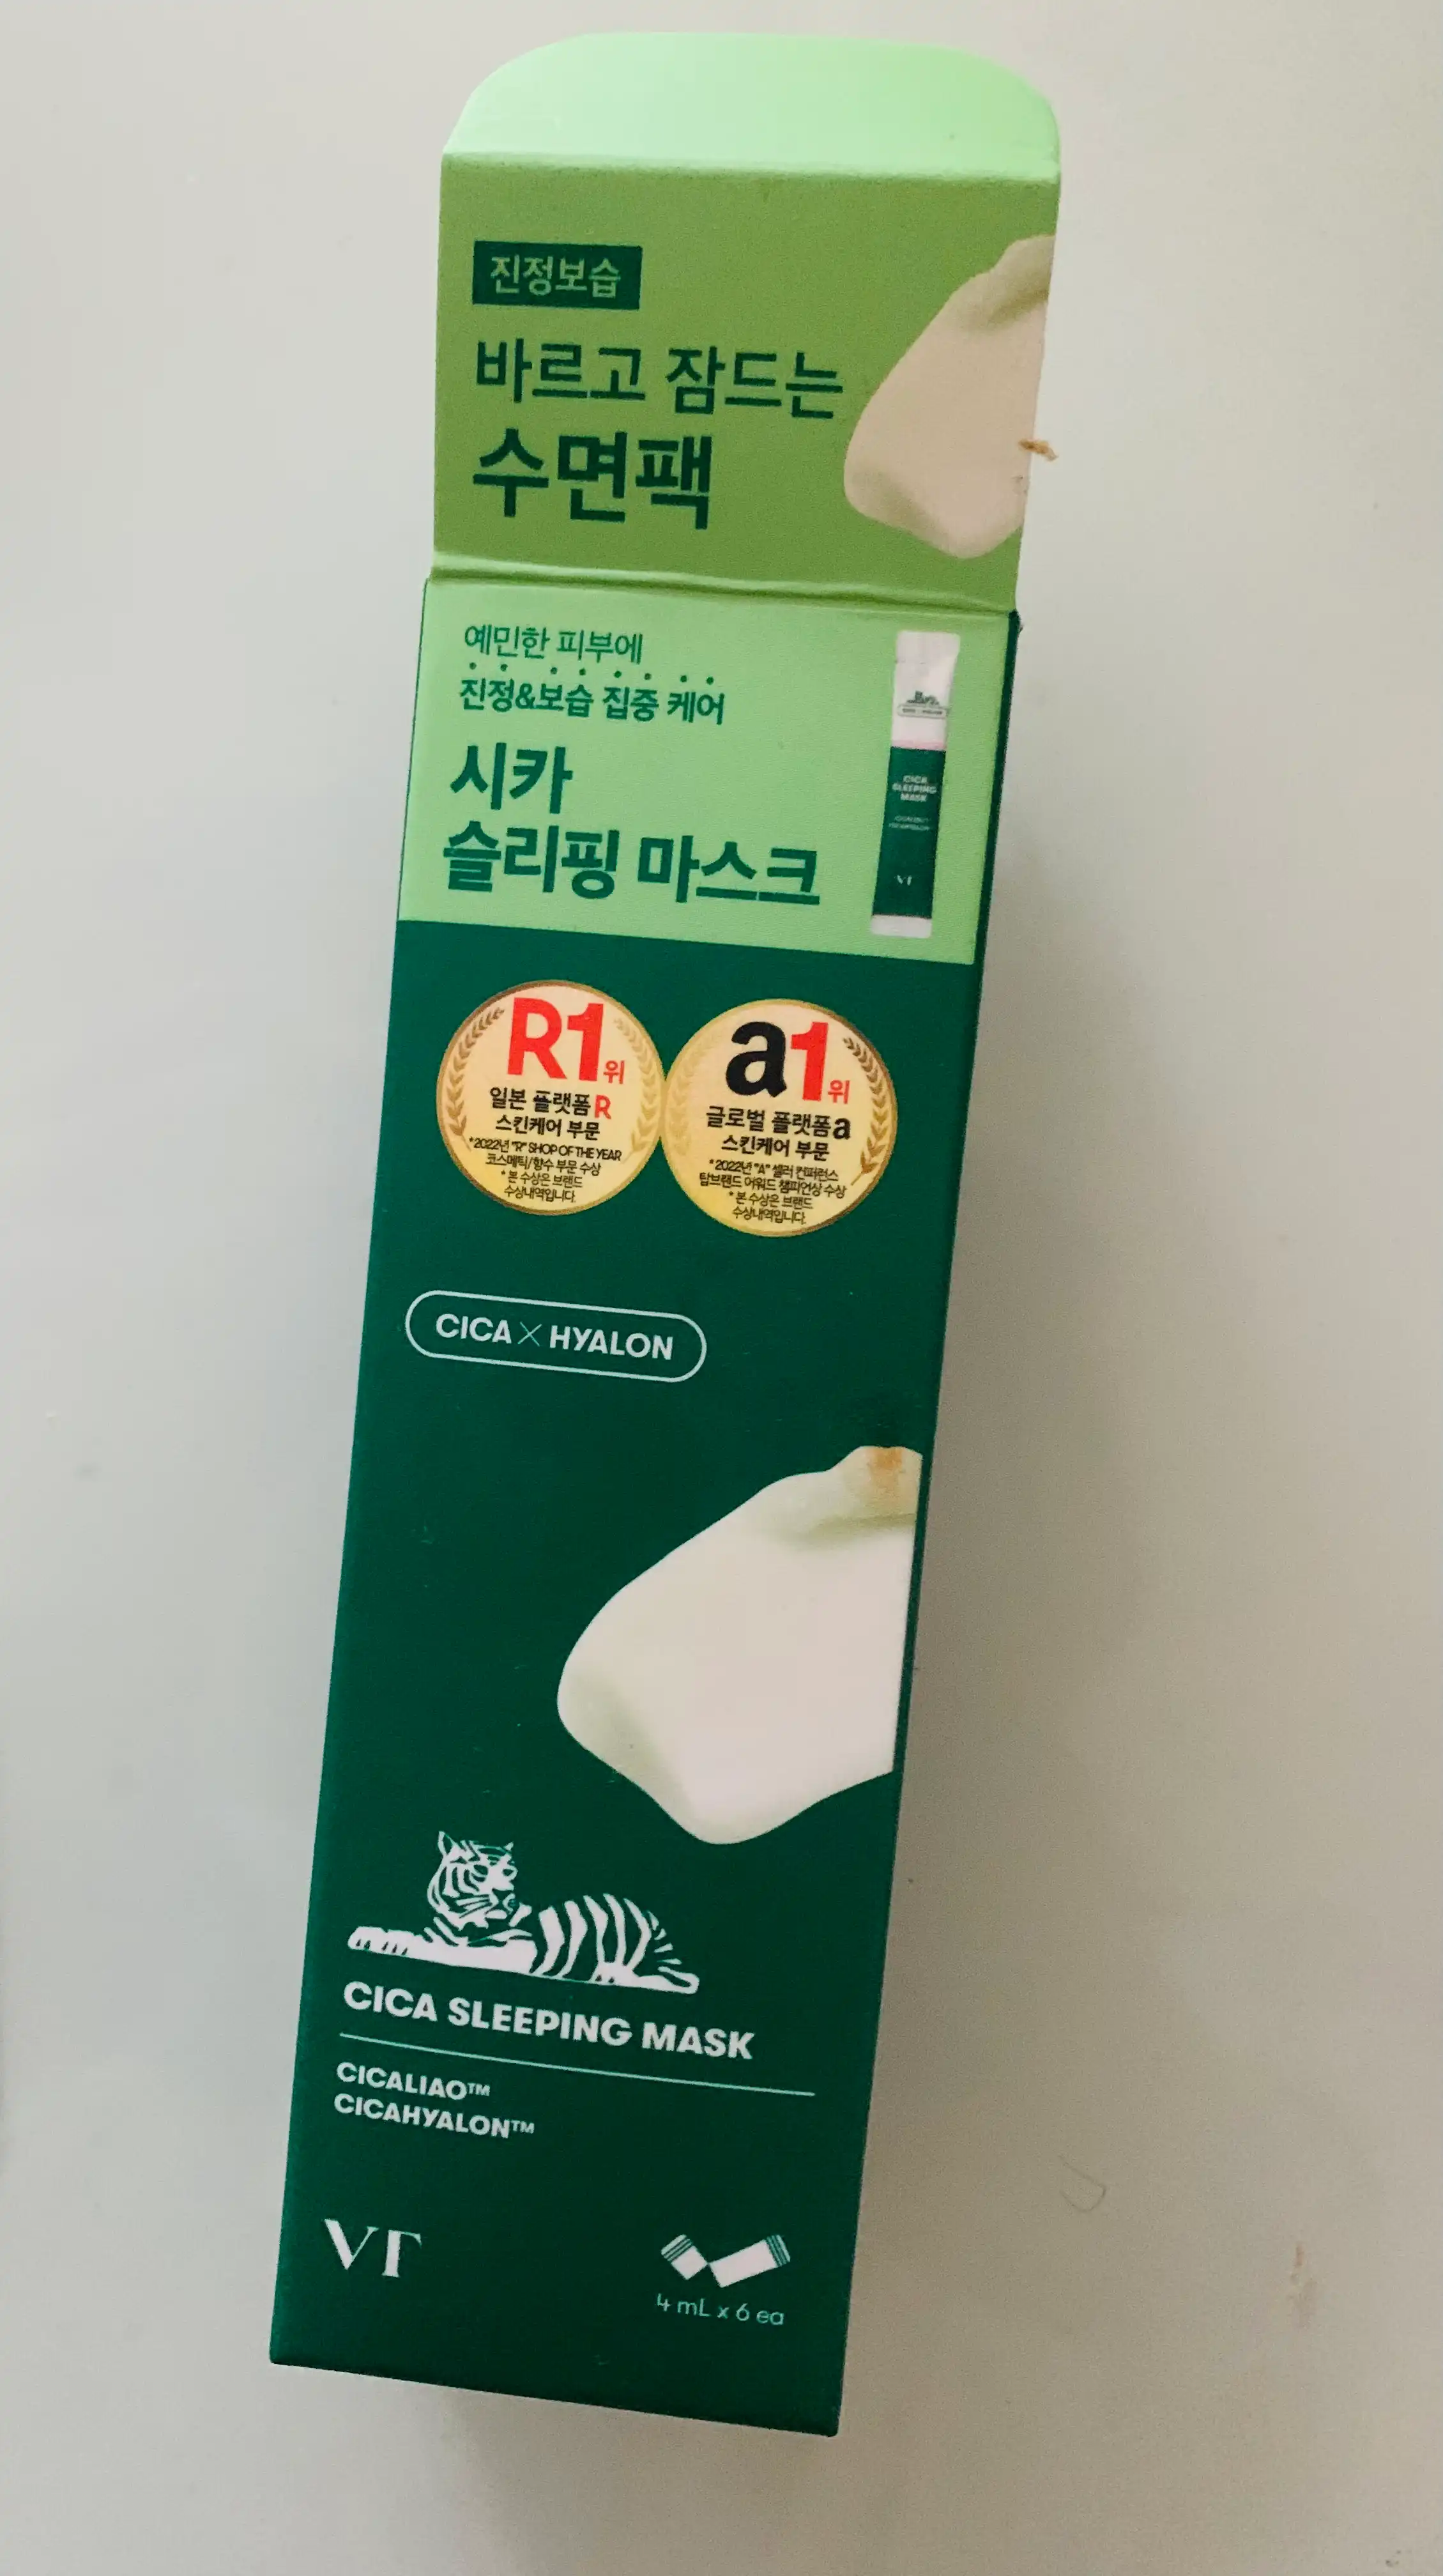 진정보습
바르고 잠드는
수면팩
예민한 피부에
진정&보습 집중 케어
시카
슬리핑 마스크
CICA
SLEEPING
MASK
VT
R1위
일본 플랫폼R
스킨케어 부문
*2022년 "R" SHOP OF THE YEAR
코스메틱/향수 부문 수상
* 본 수상은 브랜드
수상내역입니다.
a1위
글로벌 플랫폼a
스킨케어 부문
*2022년 "A" 셀러 컨퍼런스
탑브랜드 어워드 챔피언상 수상
* 본 수상은 브랜드
수상내역입니다.
CICA X HYALON
CICA SLEEPING MASK
CICALIAO™
CICAHYALON™
VT
4 mL x 6 ea